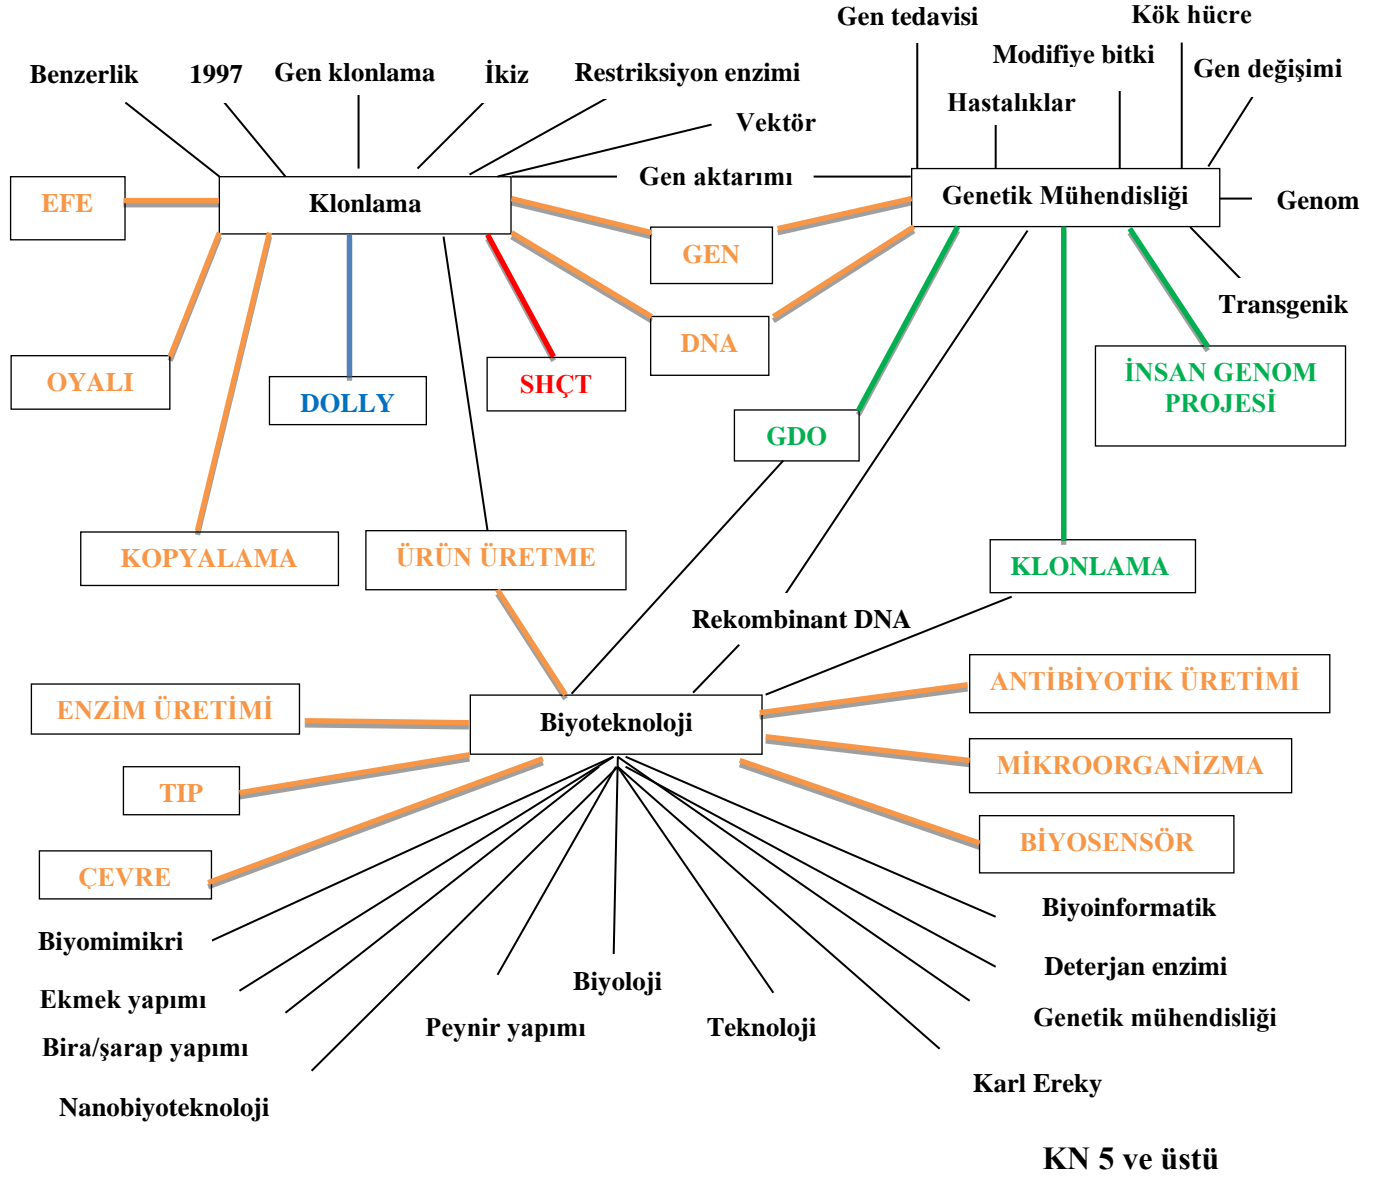 Gen tedavisi
Kök hücre
Modifiye bitki
Benzerlik
1997
Gen klonlama
İkiz
Restriksiyon enzimi
Gen değişimi
Hastalıklar
Vektör
Gen aktarımı
EFE
Klonlama
Genetik Mühendisliği
Genom
GEN
Transgenik
DNA
OYALI
DOLLY
SHÇT
İNSAN GENOM
PROJESİ
GDO
KOPYALAMA
ÜRÜN ÜRETME
KLONLAMA
Rekombinant DNA
ENZİM ÜRETİMİ
Biyoteknoloji
ANTİBİYOTİK ÜRETİMİ
TIP
MİKROORGANİZMA
BİYOSENSÖR
ÇEVRE
Biyoinformatik
Biyomimikri
Deterjan enzimi
Biyoloji
Ekmek yapımı
Genetik mühendisliği
Peynir yapımı
Teknoloji
Bira/şarap yapımı
Karl Ereky
Nanobiyoteknoloji
KN 5 ve üstü